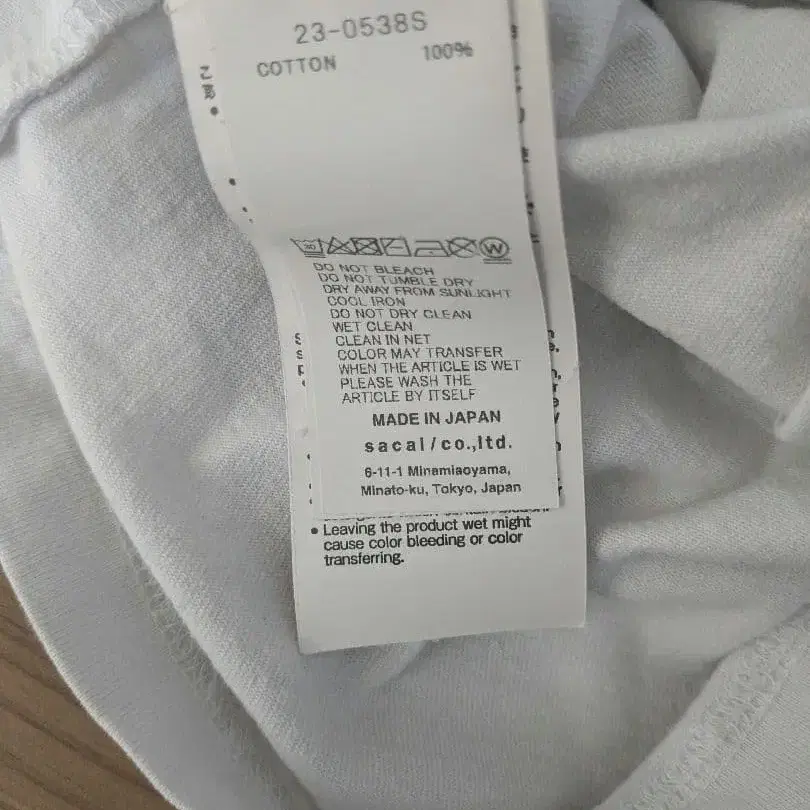 23-0538S
COTTON 100%
DO NOT BLEACH
DO NOT TUMBLE DRY
DRY AWAY FROM SUNLIGHT
COOL IRON
DO NOT DRY CLEAN
WET CLEAN
CLEAN IN NET
COLOR MAY TRANSFER
WHEN THE ARTICLE IS WET
PLEASE WASH THE
ARTICLE BY ITSELF
MADE IN JAPAN
sacai/co.,ltd.
6-11-1 Minamiaoyama,
Minato-ku, Tokyo, Japan
• Leaving the product wet might
cause color bleeding or color
transferring.